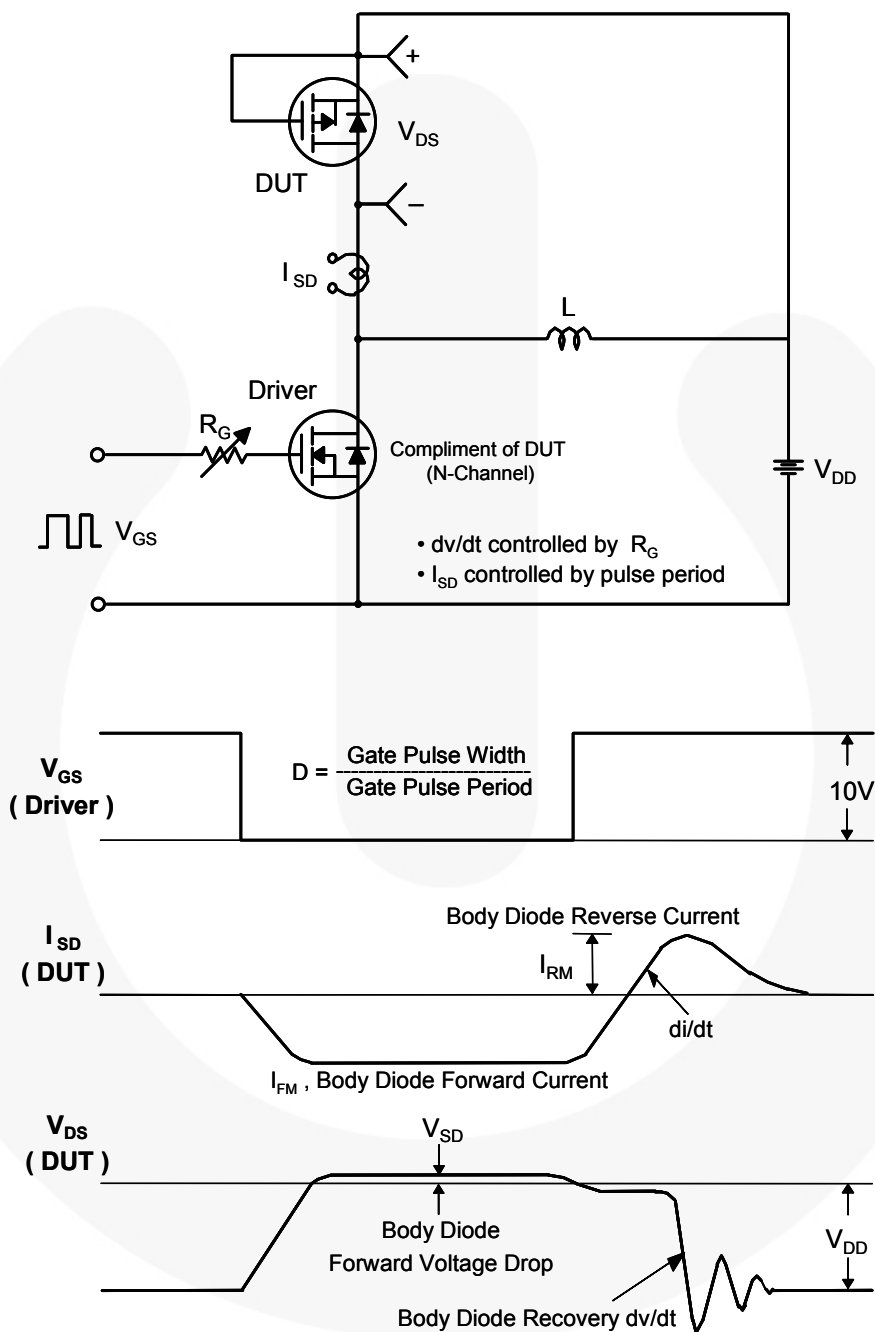 +
V_DS
DUT
–
I_SD
L
Driver
R_G
Compliment of DUT
(N-Channel)
V_DD
V_GS
• dv/dt controlled by R_G
• I_SD controlled by pulse period
V_GS
( Driver )
D = Gate Pulse Width
Gate Pulse Period
10V
Body Diode Reverse Current
I_SD
( DUT )
I_RM
di/dt
I_FM , Body Diode Forward Current
V_DS
( DUT )
V_SD
Body Diode
Forward Voltage Drop
V_DD
Body Diode Recovery dv/dt